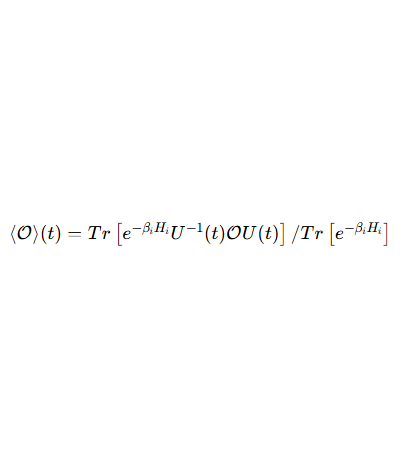 ⟨𝒪⟩(t) = Tr [e^{−β_i H_i} U^{−1}(t)𝒪U(t)] /Tr [e^{−β_i H_i}]